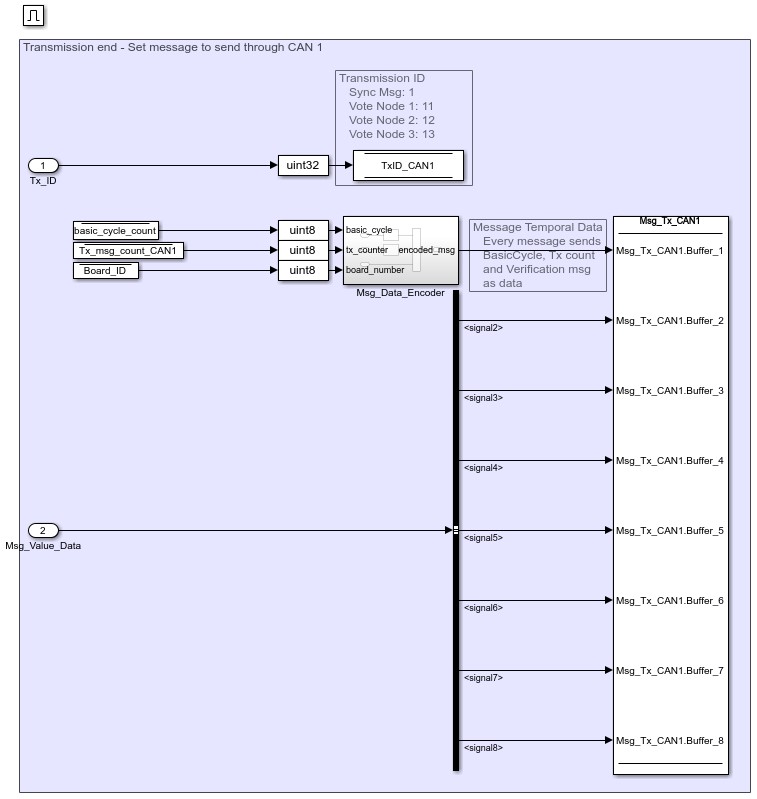 Transmission end - Set message to send through CAN 1
Transmission ID
Sync Msg: 1
Vote Node 1: 11
Vote Node 2: 12
Vote Node 3: 13
1
Tx_ID
uint32
TxID_CAN1
basic_cycle_count
Tx_msg_count_CAN1
Board_ID
uint8
uint8
uint8
basic_cycle
tx_counter
board_number
encoded_msg
Msg_Data_Encoder
Message Temporal Data
Every message sends
BasicCycle, Tx count
and Verification msg
as data
Msg_Tx_CAN1
Msg_Tx_CAN1.Buffer_1
<signal2>
Msg_Tx_CAN1.Buffer_2
<signal3>
Msg_Tx_CAN1.Buffer_3
<signal4>
Msg_Tx_CAN1.Buffer_4
2
Msg_Value_Data
<signal5>
Msg_Tx_CAN1.Buffer_5
<signal6>
Msg_Tx_CAN1.Buffer_6
<signal7>
Msg_Tx_CAN1.Buffer_7
<signal8>
Msg_Tx_CAN1.Buffer_8